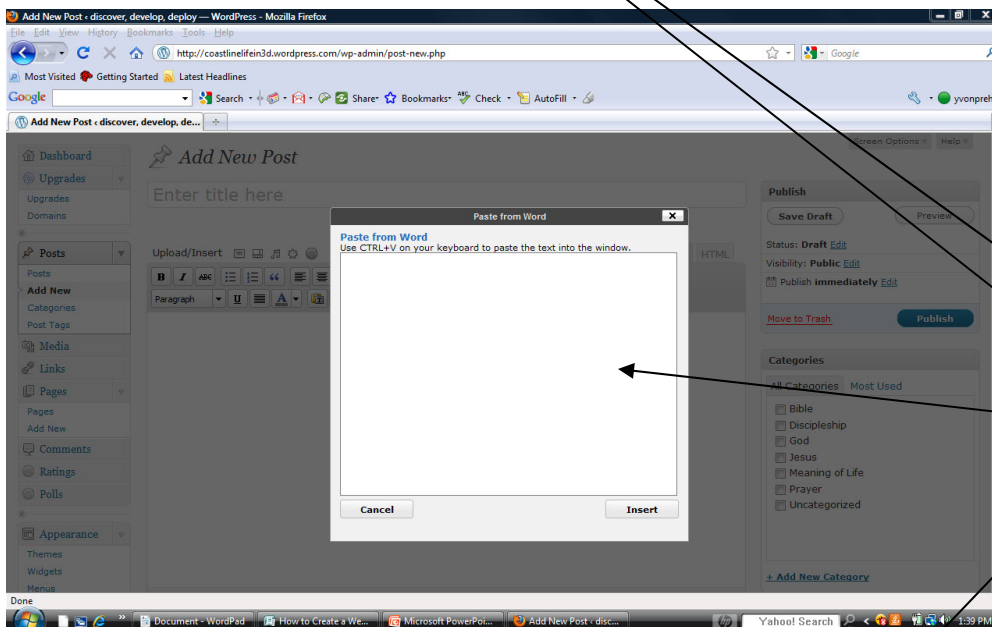 Add New Post ‹ discover, develop, deploy — WordPress - Mozilla Firefox
File Edit View History Bookmarks Tools Help
http://coastlinelifein3d.wordpress.com/wp-admin/post-new.php
Google
Most Visited Getting Started Latest Headlines
Google Search Share Bookmarks Check AutoFill yvonpreh
Add New Post ‹ discover, develop, de...
Screen Options Help
Dashboard
Upgrades
Upgrades
Domains
Posts
Posts
Add New
Categories
Post Tags
Media
Links
Pages
Pages
Add New
Comments
Ratings
Polls
Appearance
Themes
Widgets
Menus
Add New Post
Enter title here
Upload/Insert
HTML
B I ABC
Paragraph U A
Paste from Word
Paste from Word
Use CTRL+V on your keyboard to paste the text into the window.
Cancel Insert
Publish
Save Draft Preview
Status: Draft Edit
Visibility: Public Edit
Publish immediately Edit
Move to Trash Publish
Categories
All Categories Most Used
Bible
Discipleship
God
Jesus
Meaning of Life
Prayer
Uncategorized
+ Add New Category
Done
Document - WordPad How to Create a We... Microsoft PowerPoi... Add New Post ‹ disc... hp Yahoo! Search 1:39 PM